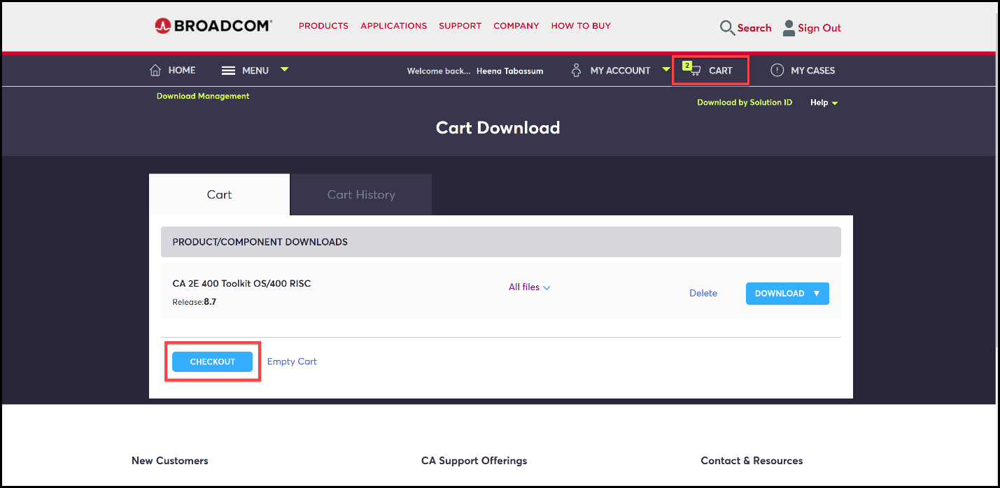 BROADCOM®
PRODUCTS APPLICATIONS SUPPORT COMPANY HOW TO BUY
Search
Sign Out
HOME
MENU
Welcome back... Heena Tabassum
MY ACCOUNT
2
CART
MY CASES
Download Management
Download by Solution ID
Help
Cart Download
Cart
Cart History
PRODUCT/COMPONENT DOWNLOADS
CA 2E 400 Toolkit OS/400 RISC
Release:8.7
All files
Delete
DOWNLOAD
CHECKOUT
Empty Cart
New Customers
CA Support Offerings
Contact & Resources